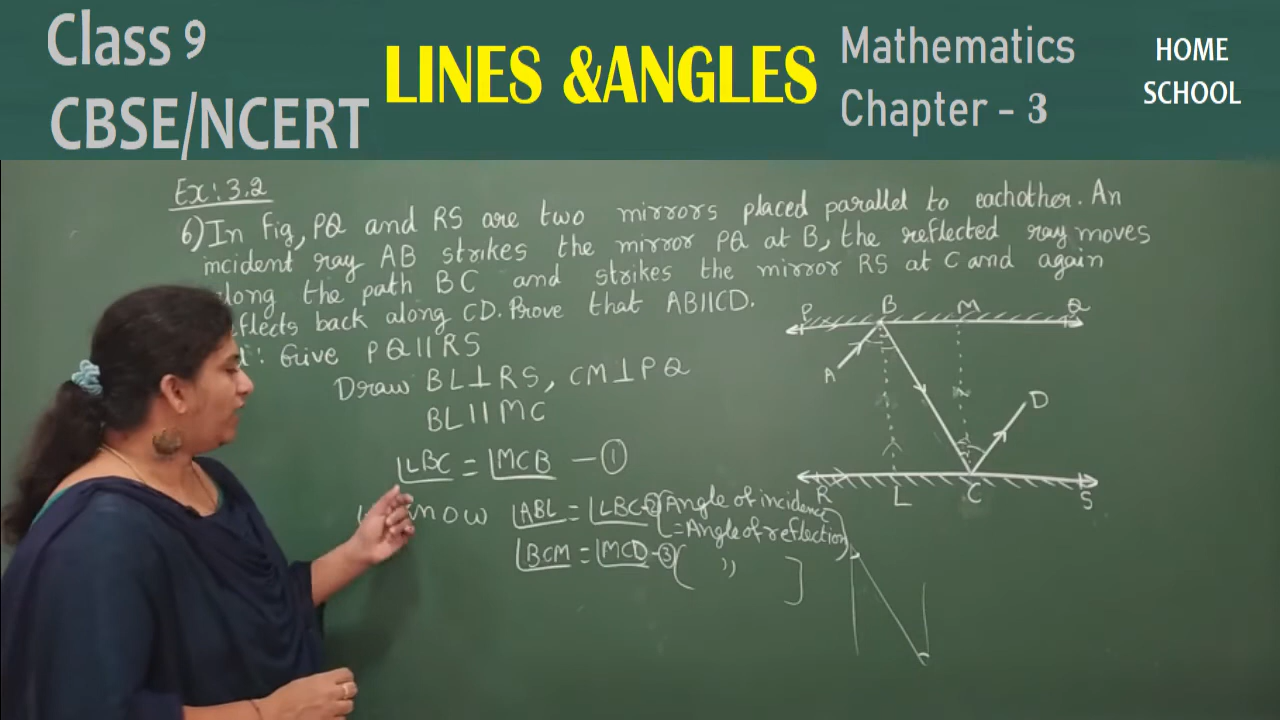 Class 9
CBSE/NCERT
LINES &ANGLES
Mathematics
Chapter - 3
HOME
SCHOOL
Ex: 3.2
6) In Fig, PQ and RS are two mirrors placed parallel to eachother. An
incident ray AB strikes the mirror PQ at B, the reflected ray moves
along the path BC and strikes the mirror RS at C and again
eflects back along CD. Prove that AB||CD.
: Give PQ||RS
Draw BL⊥RS, CM⊥PQ
BL||MC
∠LBC = ∠MCB — ①
now ∠ABL = ∠LBC - ② [Angle of incidence
= Angle of reflection]
∠BCM = ∠MCD - ③ [ " ]
P B M Q
A
D
R L C S